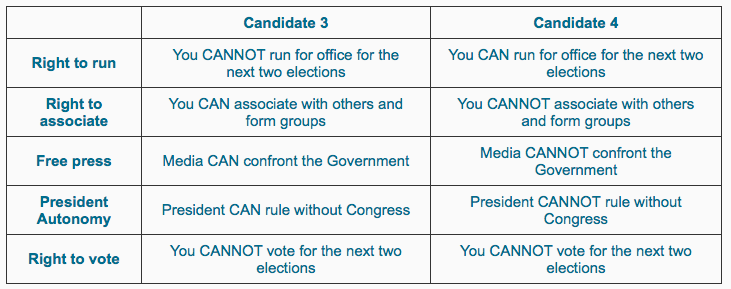 Candidate 3
Candidate 4
Right to run
You CANNOT run for office for the
next two elections
You CAN run for office for the next two
elections
Right to
associate
You CAN associate with others and
form groups
You CANNOT associate with others
and form groups
Free press
Media CAN confront the Government
Media CANNOT confront the
Government
President
Autonomy
President CAN rule without Congress
President CANNOT rule without
Congress
Right to vote
You CANNOT vote for the next two
elections
You CANNOT vote for the next two
elections